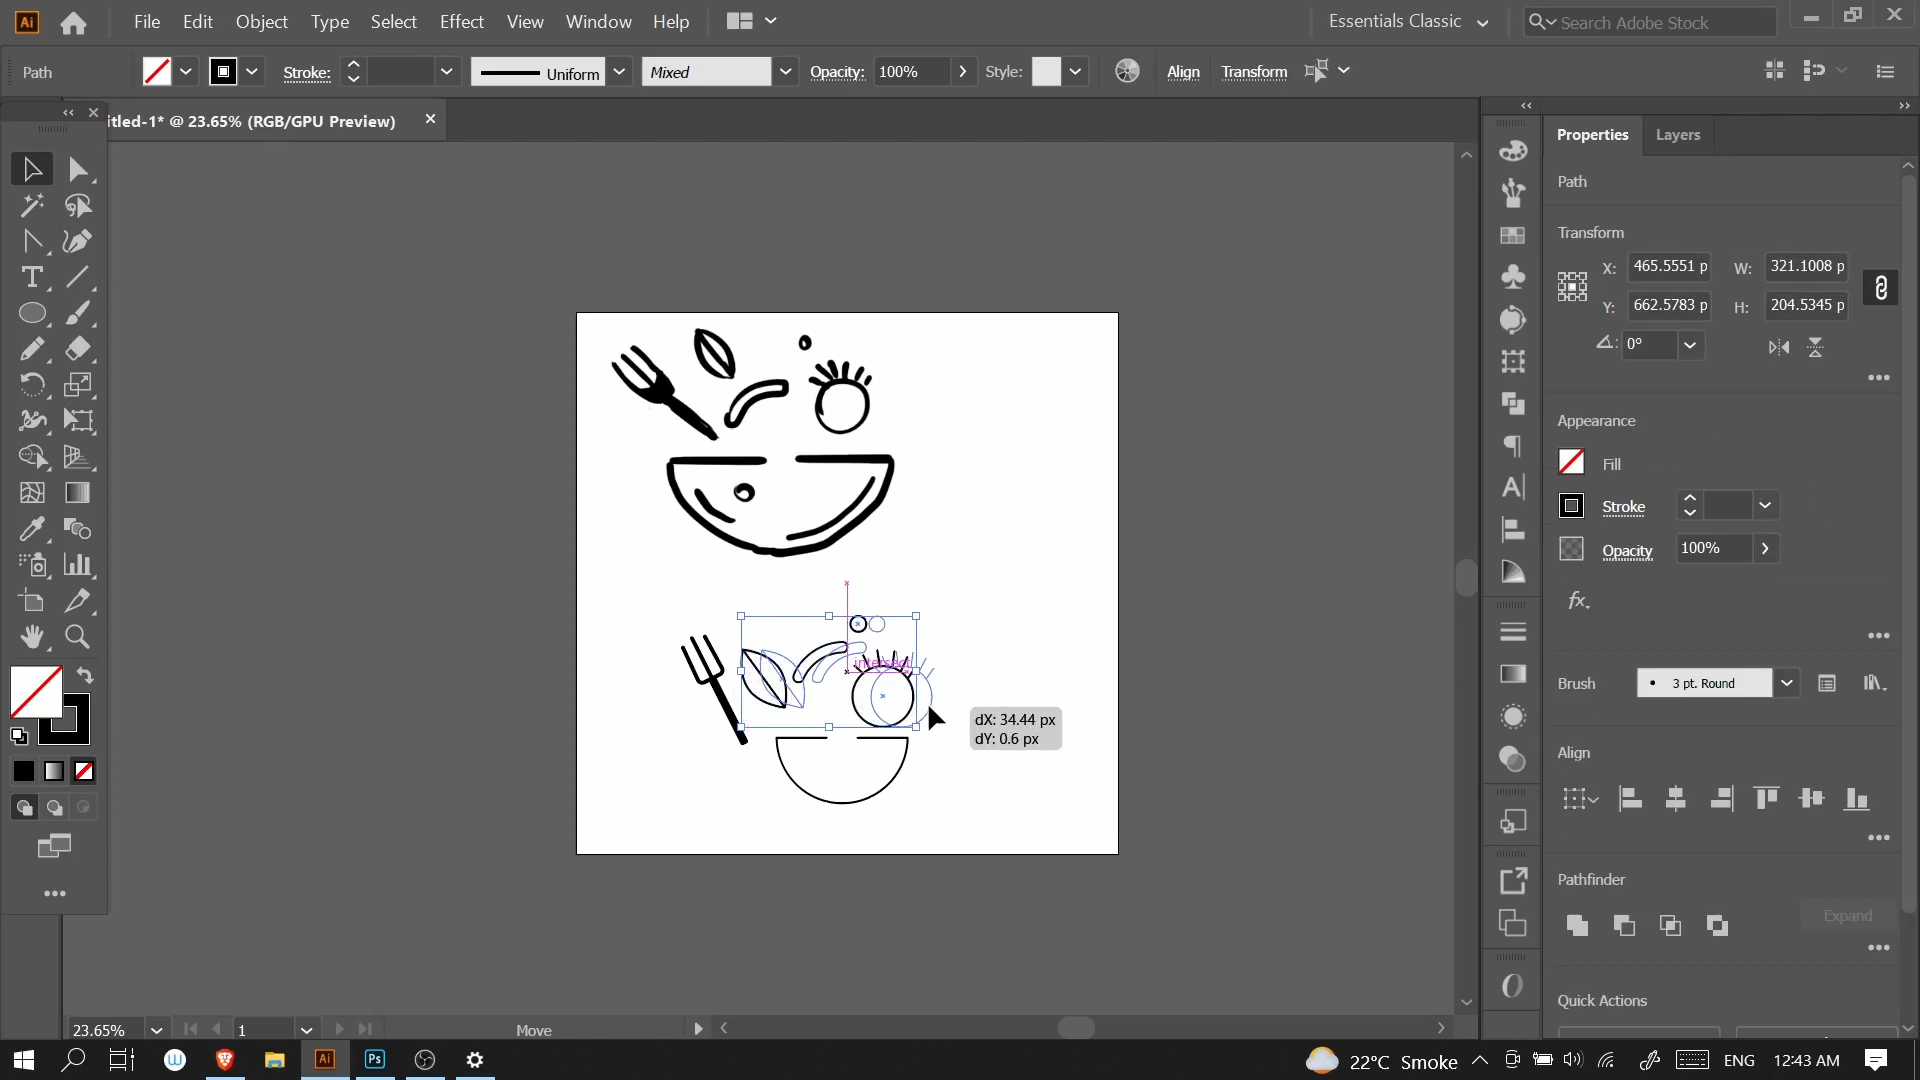 Ai File Edit Object Type Select Effect View Window Help Essentials Classic Search Adobe Stock
Path Stroke: Uniform Mixed Opacity: 100% Style: Align Transform
itled-1* @ 23.65% (RGB/GPU Preview)
Properties Layers
Path
Transform
X: 465.5551 p W: 321.1008 p
Y: 662.5783 p H: 204.5345 p
0°
Appearance
Fill
Stroke
Opacity 100%
fx
Brush 3 pt. Round
Align
Pathfinder
Expand
Quick Actions
intersect
dX: 34.44 px
dY: 0.6 px
23.65% 1 Move
Ai Ps 22°C Smoke ENG 12:43 AM